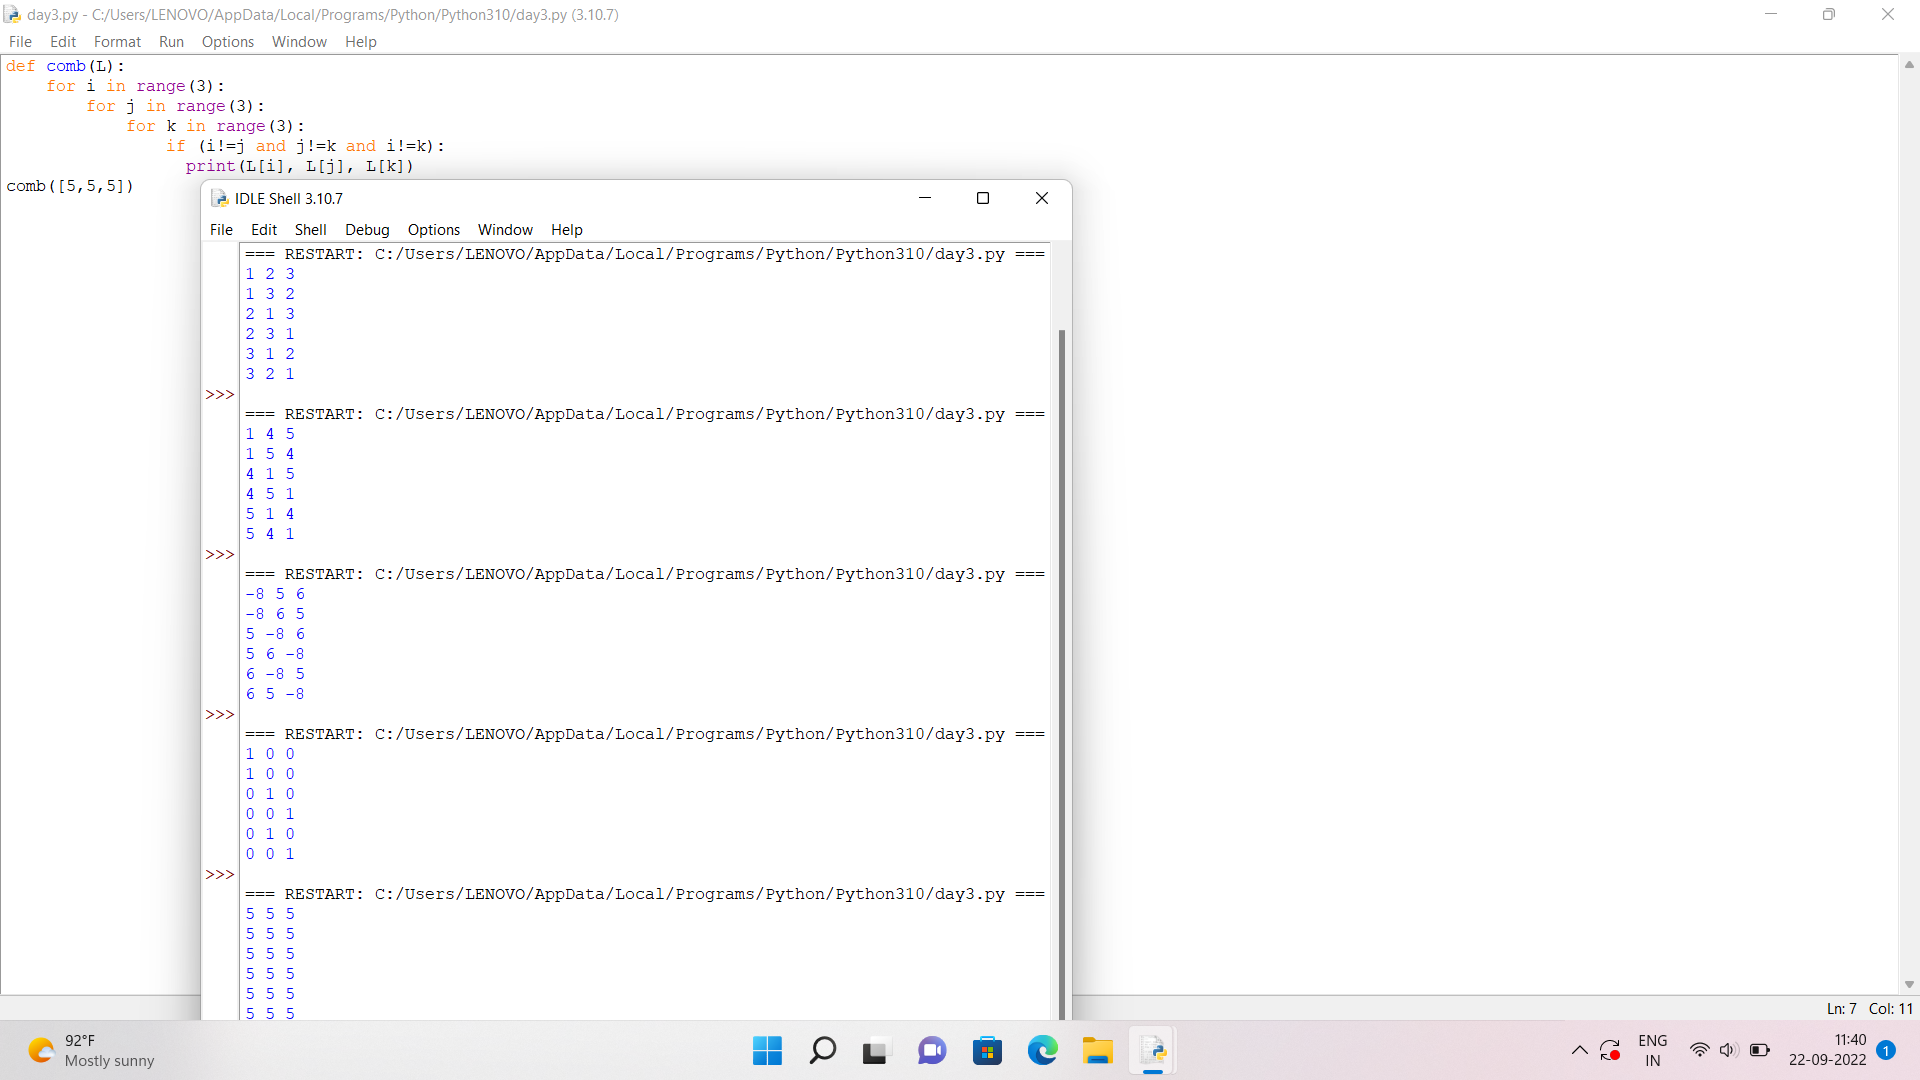 day3.py - C:/Users/LENOVO/AppData/Local/Programs/Python/Python310/day3.py (3.10.7)
File Edit Format Run Options Window Help
def comb(L):
    for i in range(3):
        for j in range(3):
            for k in range(3):
                if (i!=j and j!=k and i!=k):
                  print(L[i], L[j], L[k])
comb([5,5,5])
IDLE Shell 3.10.7
File Edit Shell Debug Options Window Help
=== RESTART: C:/Users/LENOVO/AppData/Local/Programs/Python/Python310/day3.py ===
1 2 3
1 3 2
2 1 3
2 3 1
3 1 2
3 2 1
>>>
=== RESTART: C:/Users/LENOVO/AppData/Local/Programs/Python/Python310/day3.py ===
1 4 5
1 5 4
4 1 5
4 5 1
5 1 4
5 4 1
>>>
=== RESTART: C:/Users/LENOVO/AppData/Local/Programs/Python/Python310/day3.py ===
-8 5 6
-8 6 5
5 -8 6
5 6 -8
6 -8 5
6 5 -8
>>>
=== RESTART: C:/Users/LENOVO/AppData/Local/Programs/Python/Python310/day3.py ===
1 0 0
1 0 0
0 1 0
0 0 1
0 1 0
0 0 1
>>>
=== RESTART: C:/Users/LENOVO/AppData/Local/Programs/Python/Python310/day3.py ===
5 5 5
5 5 5
5 5 5
5 5 5
5 5 5
5 5 5
Ln: 7 Col: 11
92°F
Mostly sunny
ENG
IN
11:40
22-09-2022
1